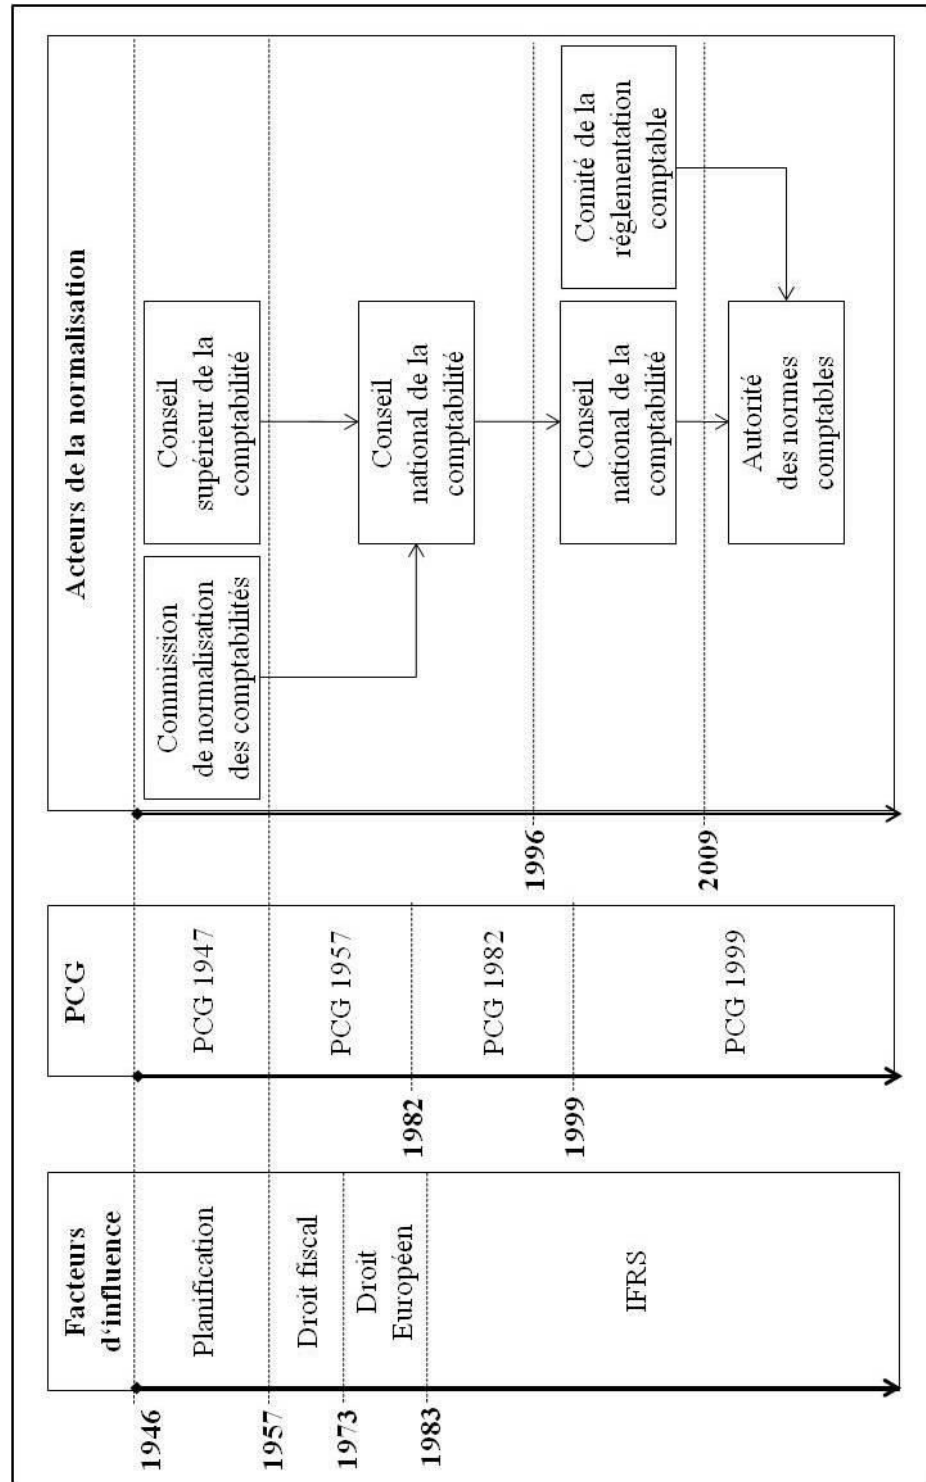 Facteurs
d'influence
PCG
Acteurs de la normalisation
1946
Planification
PCG 1947
Commission
de normalisation
des comptabilités
Conseil
supérieur de la
comptabilité
1957
Droit fiscal
1973
Droit
Européen
1983
IFRS
PCG 1957
1982
PCG 1982
1999
PCG 1999
Conseil
national de la
comptabilité
1996
Conseil
national de la
comptabilité
Comité de la
réglementation
comptable
2009
Autorité
des normes
comptables